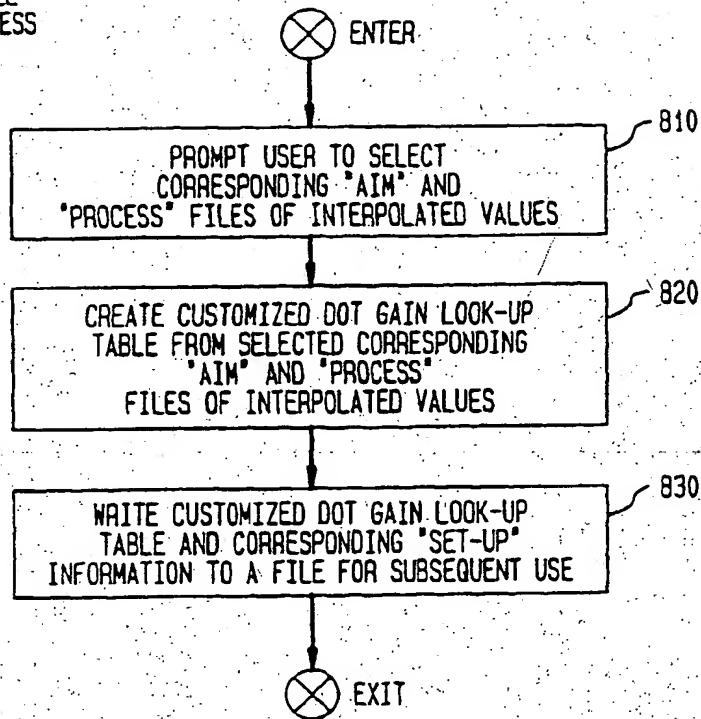 ESS
ENTER
810
PROMPT USER TO SELECT
CORRESPONDING "AIM" AND
"PROCESS" FILES OF INTERPOLATED VALUES
820
CREATE CUSTOMIZED DOT GAIN LOOK-UP
TABLE FROM SELECTED CORRESPONDING
"AIM" AND "PROCESS"
FILES OF INTERPOLATED VALUES
830
WRITE CUSTOMIZED DOT GAIN LOOK-UP
TABLE AND CORRESPONDING "SET-UP"
INFORMATION TO A FILE FOR SUBSEQUENT USE
EXIT